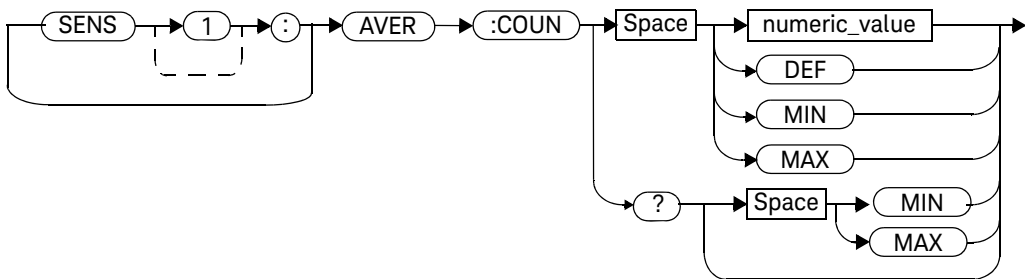 SENS 1 : AVER :COUN Space numeric_value
DEF
MIN
MAX
? Space MIN
MAX